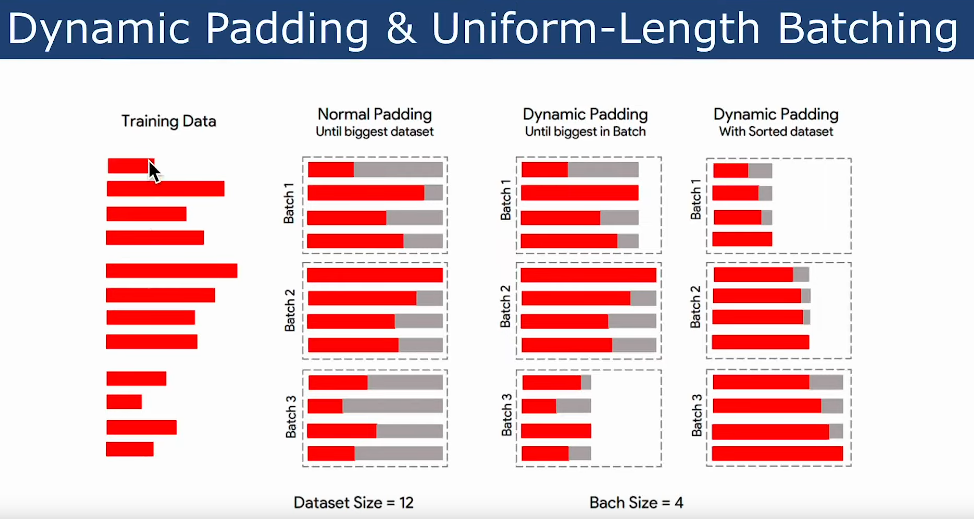 Dynamic Padding & Uniform-Length Batching
Training Data
Normal Padding
Until biggest dataset
Dynamic Padding
Until biggest in Batch
Dynamic Padding
With Sorted dataset
Batch 1
Batch 1
Batch 1
Batch 2
Batch 2
Batch 2
Batch 3
Batch 3
Batch 3
Dataset Size = 12
Bach Size = 4